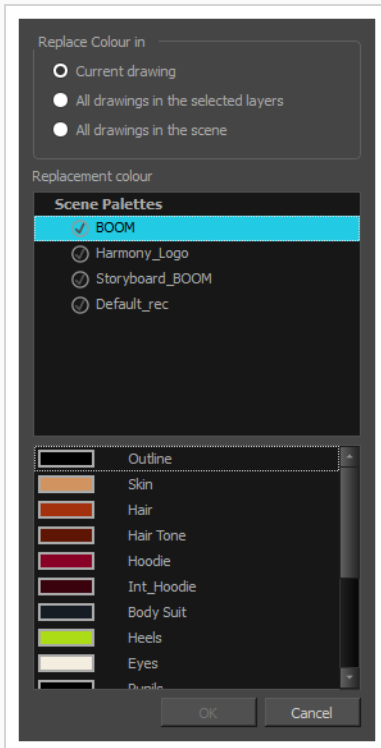 Replace Colour in
Current drawing
All drawings in the selected layers
All drawings in the scene
Replacement colour
Scene Palettes
BOOM
Harmony_Logo
Storyboard_BOOM
Default_rec
Outline
Skin
Hair
Hair Tone
Hoodie
Int_Hoodie
Body Suit
Heels
Eyes
Pupils
OK
Cancel